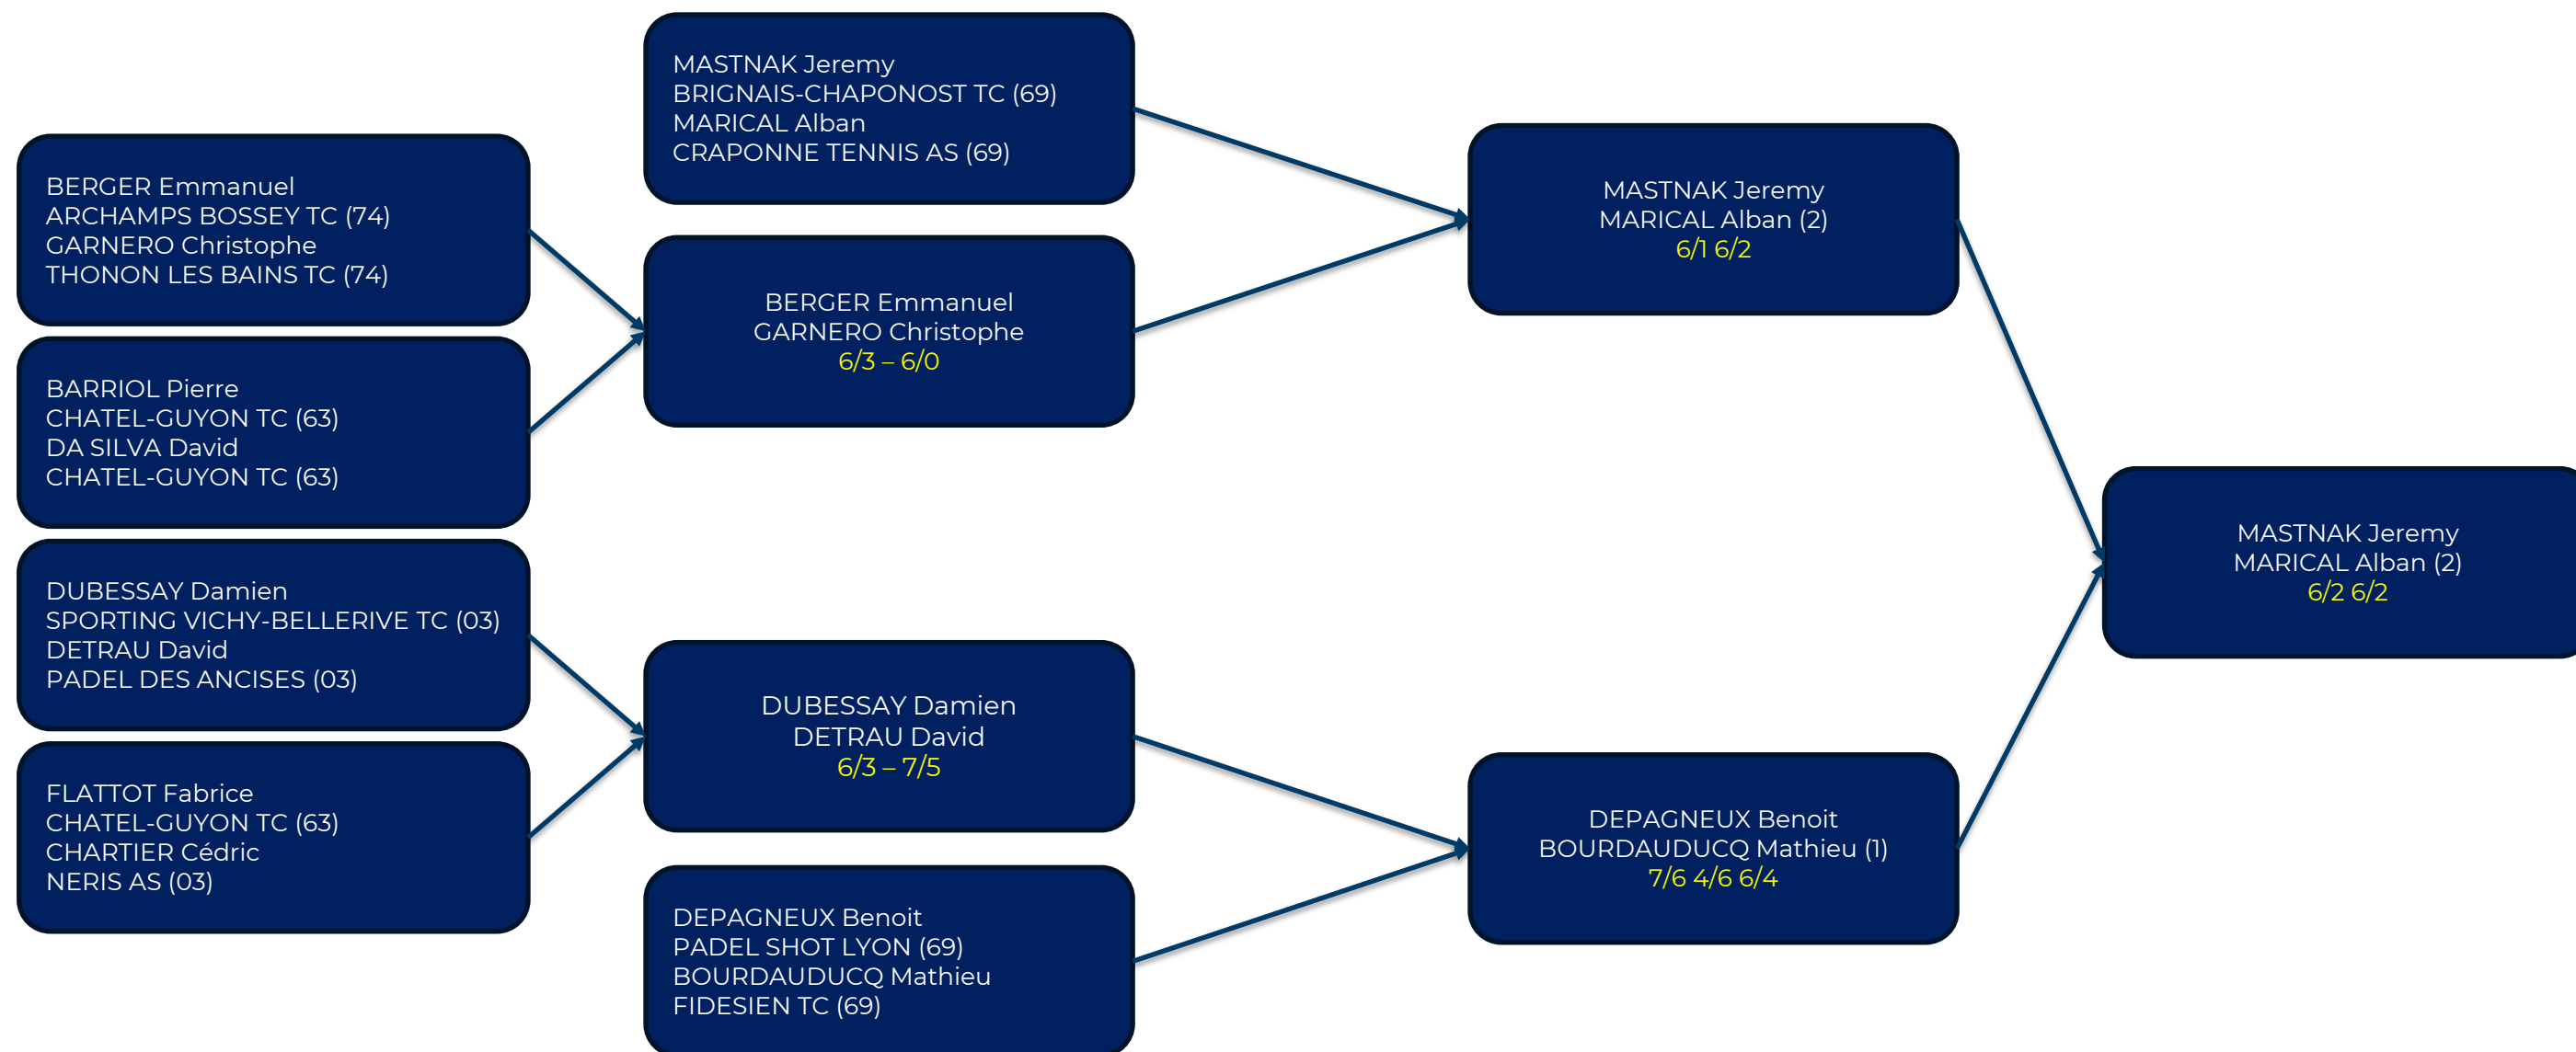 BERGER Emmanuel
ARCHAMPS BOSSEY TC (74)
GARNERO Christophe
THONON LES BAINS TC (74)
BARRIOL Pierre
CHATEL-GUYON TC (63)
DA SILVA David
CHATEL-GUYON TC (63)
DUBESSAY Damien
SPORTING VICHY-BELLERIVE TC (03)
DETRAU David
PADEL DES ANCISES (03)
FLATTOT Fabrice
CHATEL-GUYON TC (63)
CHARTIER Cédric
NERIS AS (03)
MASTNAK Jeremy
BRIGNAIS-CHAPONOST TC (69)
MARICAL Alban
CRAPONNE TENNIS AS (69)
BERGER Emmanuel
GARNERO Christophe
6/3 – 6/0
DUBESSAY Damien
DETRAU David
6/3 – 7/5
DEPAGNEUX Benoit
PADEL SHOT LYON (69)
BOURDAUDUCQ Mathieu
FIDESIEN TC (69)
MASTNAK Jeremy
MARICAL Alban (2)
6/1 6/2
DEPAGNEUX Benoit
BOURDAUDUCQ Mathieu (1)
7/6 4/6 6/4
MASTNAK Jeremy
MARICAL Alban (2)
6/2 6/2